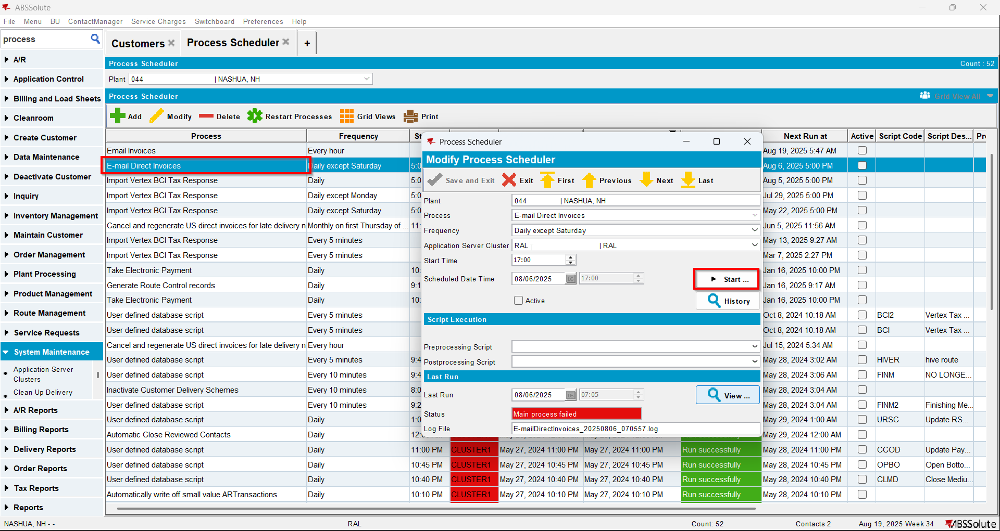 ABSSolute
File Menu BU ContactManager Service Charges Switchboard Preferences Help
process
Customers Process Scheduler +
A/R
Application Control
Billing and Load Sheets
Cleanroom
Create Customer
Data Maintenance
Deactivate Customer
Inquiry
Inventory Management
Maintain Customer
Order Management
Plant Processing
Product Management
Route Management
Service Requests
System Maintenance
Application Server
Clusters
Clean Up Delivery
A/R Reports
Billing Reports
Delivery Reports
Order Reports
Tax Reports
Reports
Process Scheduler Count : 52
Plant 044 | NASHUA, NH
Process Scheduler Grid View All
Add Modify Delete Restart Processes Grid Views Print
Process Frequency St Next Run at Active Script Code Script Des... Pr
Email Invoices Every hour Aug 19, 2025 5:47 AM
E-mail Direct Invoices Daily except Saturday 5:0 Aug 6, 2025 5:00 PM
Import Vertex BCI Tax Response Daily 5:0 Aug 5, 2025 5:00 PM
Import Vertex BCI Tax Response Daily except Monday 5:0 Jul 29, 2025 5:00 PM
Import Vertex BCI Tax Response Daily except Saturday 5:0 May 22, 2025 5:00 PM
Cancel and regenerate US direct invoices for late delivery n Monthly on first Thursday of ... 11: Jun 5, 2025 11:56 AM
Import Vertex BCI Tax Response Every 5 minutes May 13, 2025 9:27 AM
Import Vertex BCI Tax Response Every 5 minutes Mar 7, 2025 2:27 PM
Take Electronic Payment Daily 10: Jan 16, 2025 10:00 PM
Generate Route Control records Daily 9:1 Jan 16, 2025 9:17 AM
Take Electronic Payment Daily 10: Jan 16, 2025 10:00 PM
User defined database script Every 5 minutes Oct 8, 2024 10:18 AM BCI2 Vertex Tax ...
User defined database script Every 5 minutes Oct 8, 2024 10:18 AM BCI Vertex Tax ...
Cancel and regenerate US direct invoices for late delivery n Every hour Jul 15, 2024 5:34 AM
User defined database script Every 5 minutes 9:4 May 28, 2024 3:02 AM HIVER hive route
User defined database script Every 10 minutes 9:4 May 28, 2024 3:06 AM FINM NO LONGE...
Inactivate Customer Delivery Schemes Every 10 minutes 8:0 May 28, 2024 3:04 AM
User defined database script Every 10 minutes 9:2 May 28, 2024 3:04 AM FINM2 Finishing Me...
User defined database script Daily 1:0 May 29, 2024 1:00 AM URSC Update RS...
Automatic Close Reviewed Contacts Daily 12: May 29, 2024 12:00 AM
User defined database script Daily 11:00 PM CLUSTER1 May 27, 2024 11:00 PM May 27, 2024 11:00 PM Run successfully May 28, 2024 11:00 PM CCOD Update Pay...
User defined database script Daily 10:45 PM CLUSTER1 May 27, 2024 10:45 PM May 27, 2024 10:45 PM Run successfully May 28, 2024 10:45 PM OPBO Open Botto...
User defined database script Daily 10:40 PM CLUSTER1 May 27, 2024 10:40 PM May 27, 2024 10:40 PM Run successfully May 28, 2024 10:40 PM CLMD Close Mediu...
Automatically write off small value ARTransactions Daily 10:10 PM CLUSTER1 May 27, 2024 10:10 PM May 27, 2024 10:10 PM Run successfully May 28, 2024 10:10 PM
Process Scheduler
Modify Process Scheduler
Save and Exit Exit First Previous Next Last
Plant 044 | NASHUA, NH
Process E-mail Direct Invoices
Frequency Daily except Saturday
Application Server Cluster RAL | RAL
Start Time 17:00
Scheduled Date Time 08/06/2025 16 17:00 Start ...
Active History
Script Execution
Preprocessing Script
Postprocessing Script
Last Run
Last Run 08/06/2025 16 07:05 View ...
Status Main process failed
Log File E-mailDirectInvoices_20250806_070557.log
NASHUA, NH - - RAL Count: 52 Contacts 2 Aug 19, 2025 Week 34 ABSSolute